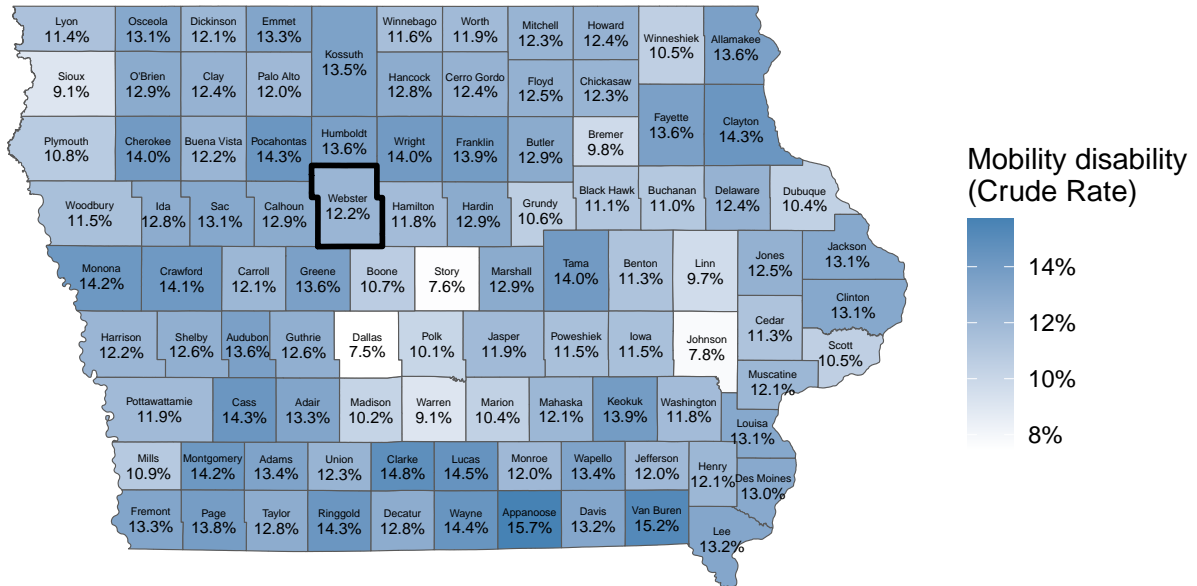 Lyon
11.4%
Osceola
13.1%
Dickinson
12.1%
Emmet
13.3%
Kossuth
13.5%
Winnebago
11.6%
Worth
11.9%
Mitchell
12.3%
Howard
12.4%
Winneshiek
10.5%
Allamakee
13.6%
Sioux
9.1%
O'Brien
12.9%
Clay
12.4%
Palo Alto
12.0%
Hancock
12.8%
Cerro Gordo
12.4%
Floyd
12.5%
Chickasaw
12.3%
Fayette
13.6%
Clayton
14.3%
Plymouth
10.8%
Cherokee
14.0%
Buena Vista
12.2%
Pocahontas
14.3%
Humboldt
13.6%
Wright
14.0%
Franklin
13.9%
Butler
12.9%
Bremer
9.8%
Woodbury
11.5%
Ida
12.8%
Sac
13.1%
Calhoun
12.9%
Webster
12.2%
Hamilton
11.8%
Hardin
12.9%
Grundy
10.6%
Black Hawk
11.1%
Buchanan
11.0%
Delaware
12.4%
Dubuque
10.4%
Monona
14.2%
Crawford
14.1%
Carroll
12.1%
Greene
13.6%
Boone
10.7%
Story
7.6%
Marshall
12.9%
Tama
14.0%
Benton
11.3%
Linn
9.7%
Jones
12.5%
Jackson
13.1%
Clinton
13.1%
Harrison
12.2%
Shelby
12.6%
Audubon
13.6%
Guthrie
12.6%
Dallas
7.5%
Polk
10.1%
Jasper
11.9%
Poweshiek
11.5%
Iowa
11.5%
Johnson
7.8%
Cedar
11.3%
Scott
10.5%
Muscatine
12.1%
Pottawattamie
11.9%
Cass
14.3%
Adair
13.3%
Madison
10.2%
Warren
9.1%
Marion
10.4%
Mahaska
12.1%
Keokuk
13.9%
Washington
11.8%
Louisa
13.1%
Mills
10.9%
Montgomery
14.2%
Adams
13.4%
Union
12.3%
Clarke
14.8%
Lucas
14.5%
Monroe
12.0%
Wapello
13.4%
Jefferson
12.0%
Henry
12.1%
Des Moines
13.0%
Fremont
13.3%
Page
13.8%
Taylor
12.8%
Ringgold
14.3%
Decatur
12.8%
Wayne
14.4%
Appanoose
15.7%
Davis
13.2%
Van Buren
15.2%
Lee
13.2%
Mobility disability
(Crude Rate)
14%
12%
10%
8%